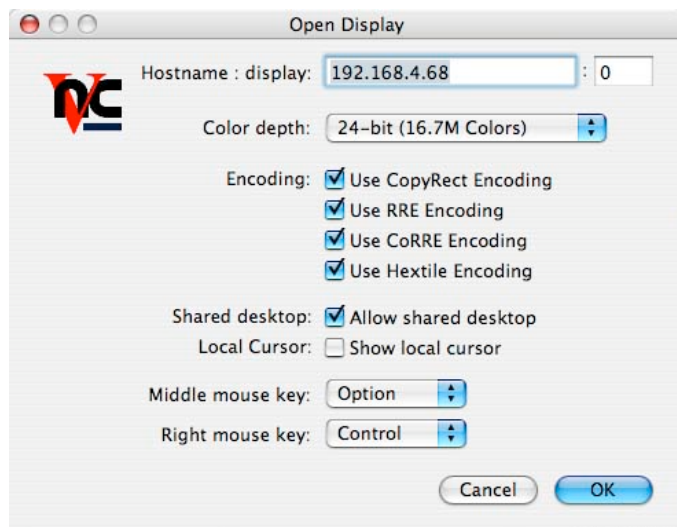 Open Display
Hostname : display: 192.168.4.68 : 0
VNC
Color depth: 24-bit (16.7M Colors)
Encoding: Use CopyRect Encoding
Use RRE Encoding
Use CoRRE Encoding
Use Hextile Encoding
Shared desktop: Allow shared desktop
Local Cursor: Show local cursor
Middle mouse key: Option
Right mouse key: Control
Cancel OK